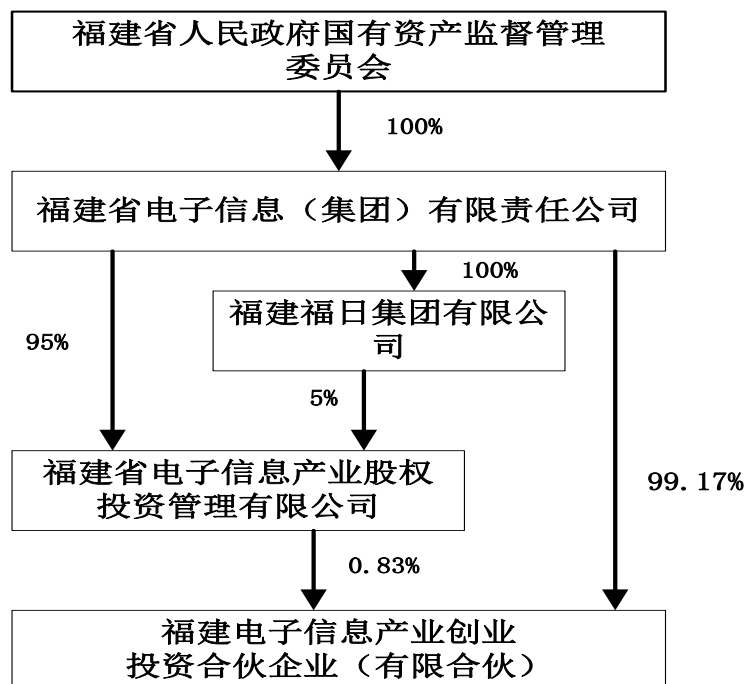 福建省人民政府国有资产监督管理
委员会
100%
福建省电子信息（集团）有限责任公司
100%
福建福日集团有限公
司
95%
5%
福建省电子信息产业股权
投资管理有限公司
99.17%
0.83%
福建电子信息产业创业
投资合伙企业（有限合伙）